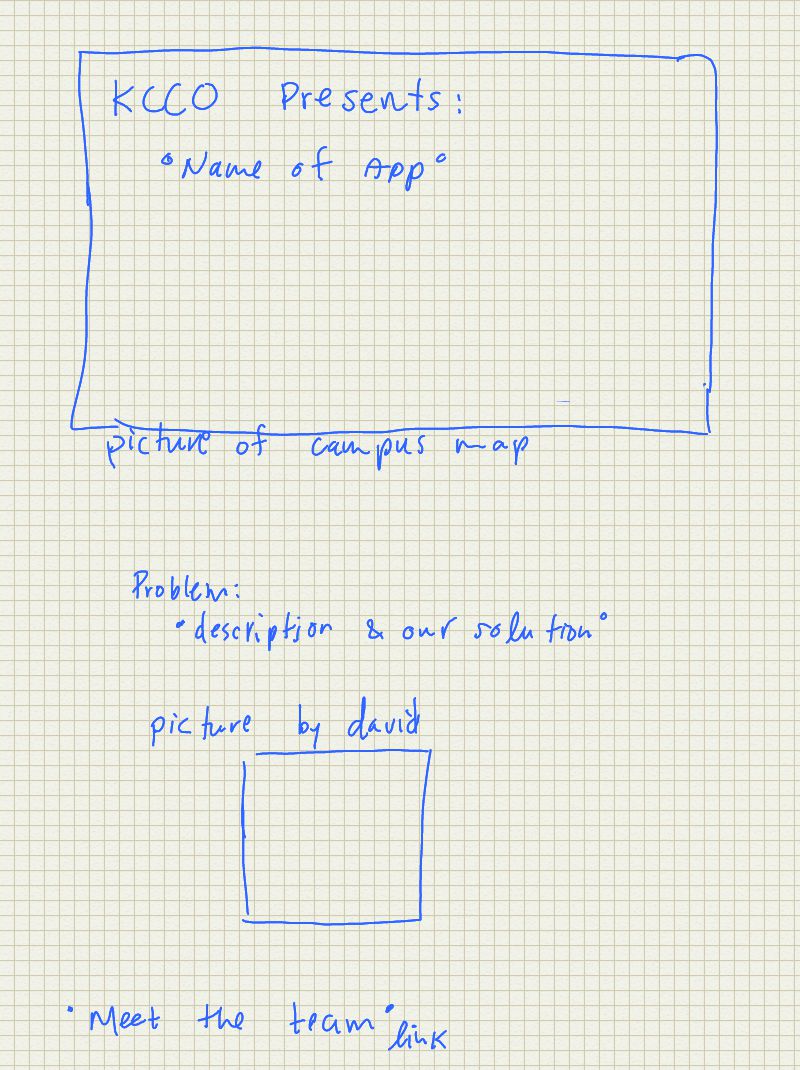 KCCO Presents:
°Name of App°
picture of campus map
Problem:
°description & our solution°
picture by david
°Meet the team° link